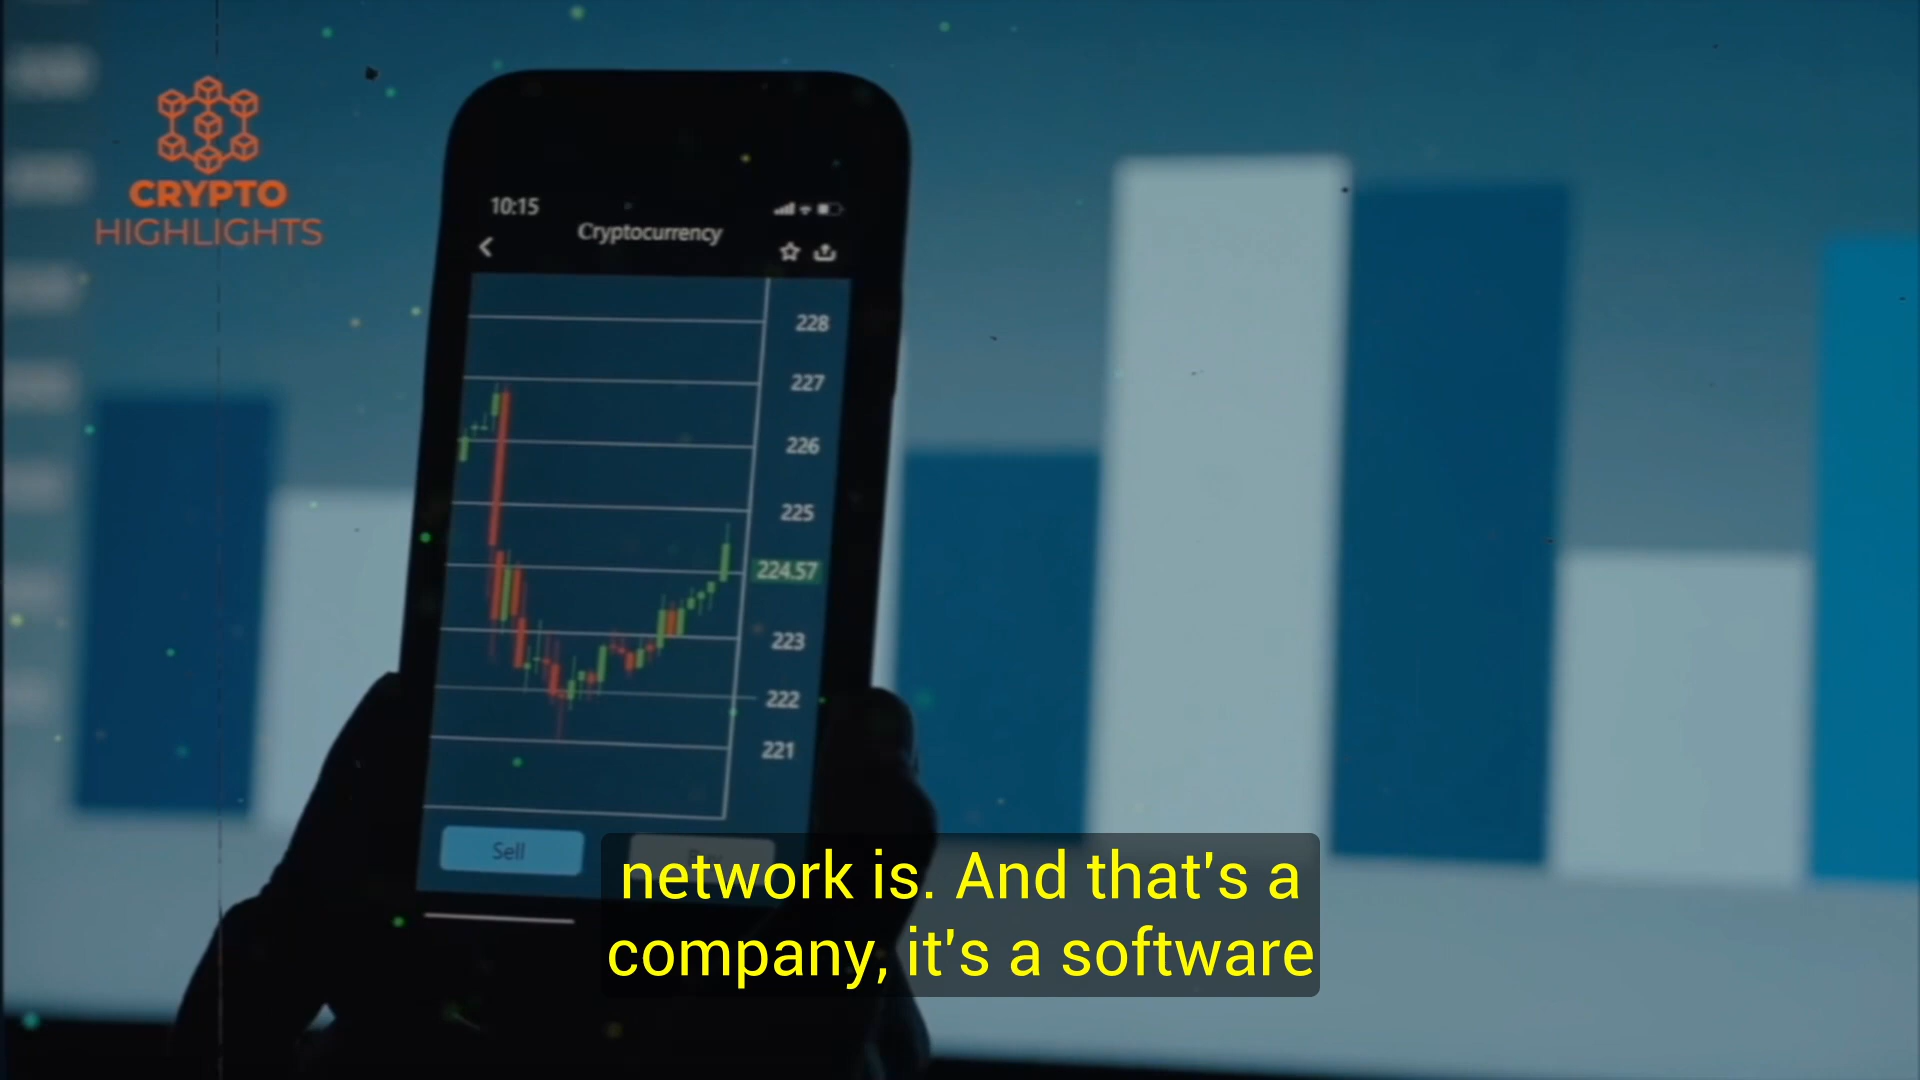 CRYPTO
HIGHLIGHTS
10:15
Cryptocurrency
228
227
226
225
224.57
223
222
221
Sell
network is. And that's a
company, it's a software